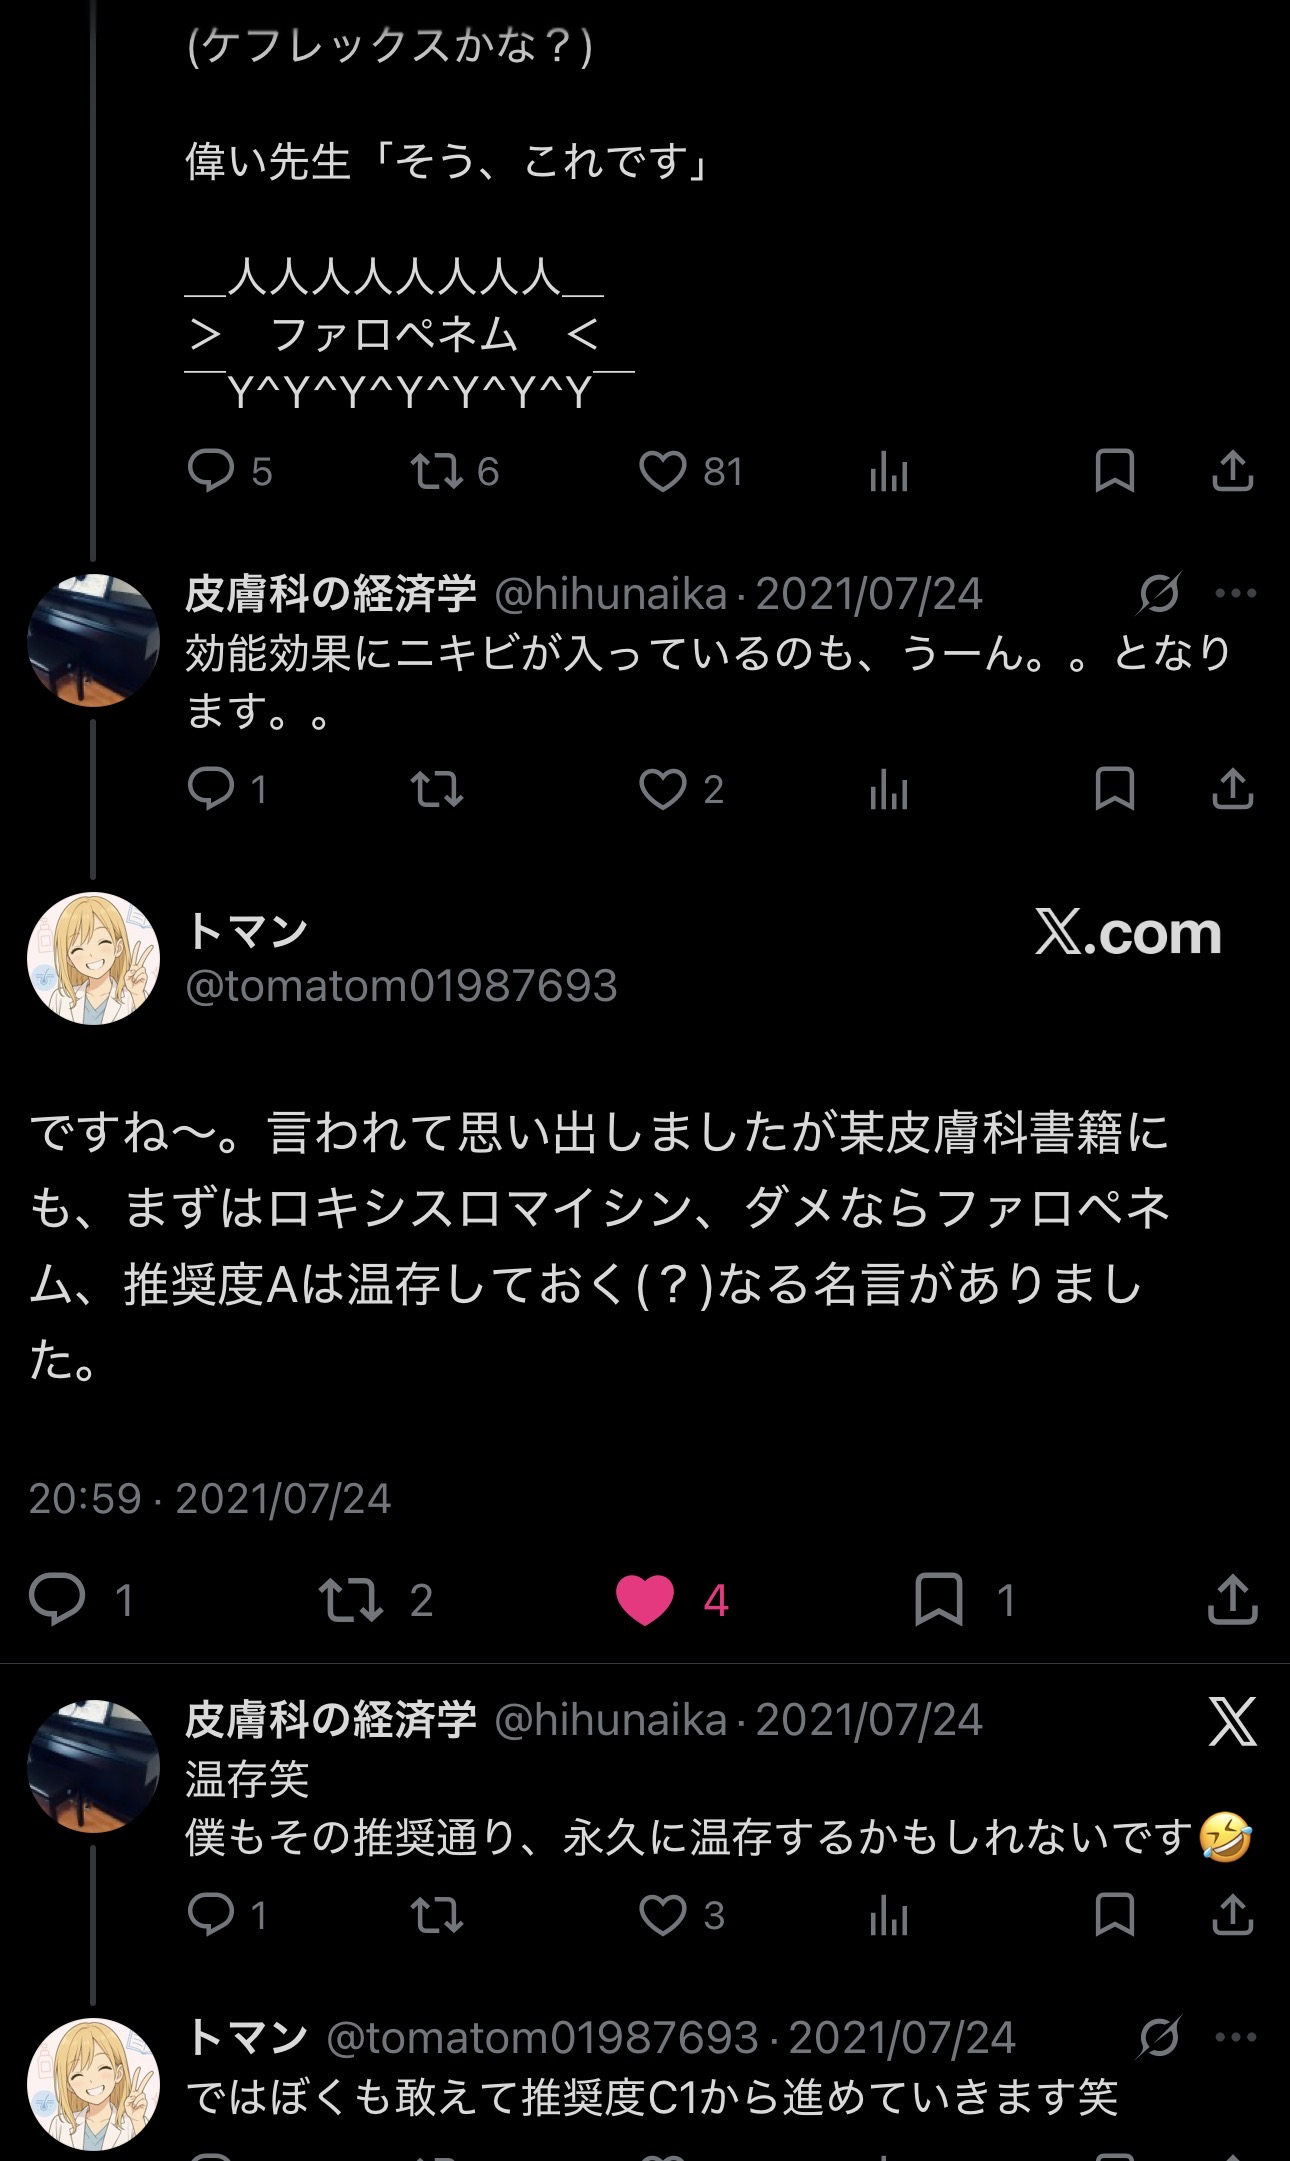 (ケフレックスかな？)
偉い先生「そう、これです」
＿人人人人人人人人＿
＞　ファロペネム　＜
￣Y^Y^Y^Y^Y^Y^Y￣
5 6 81
皮膚科の経済学 @hihunaika · 2021/07/24
効能効果にニキビが入っているのも、うーん。。となり
ます。。
1 2
トマン
X.com
@tomatom01987693
ですね〜。言われて思い出しましたが某皮膚科書籍に
も、まずはロキシスロマイシン、ダメならファロペネ
ム、推奨度Aは温存しておく(？)なる名言がありまし
た。
20:59 · 2021/07/24
1 2 4 1
皮膚科の経済学 @hihunaika · 2021/07/24
温存笑
僕もその推奨通り、永久に温存するかもしれないです🤣
1 3
トマン @tomatom01987693 · 2021/07/24
ではぼくも敢えて推奨度C1から進めていきます笑